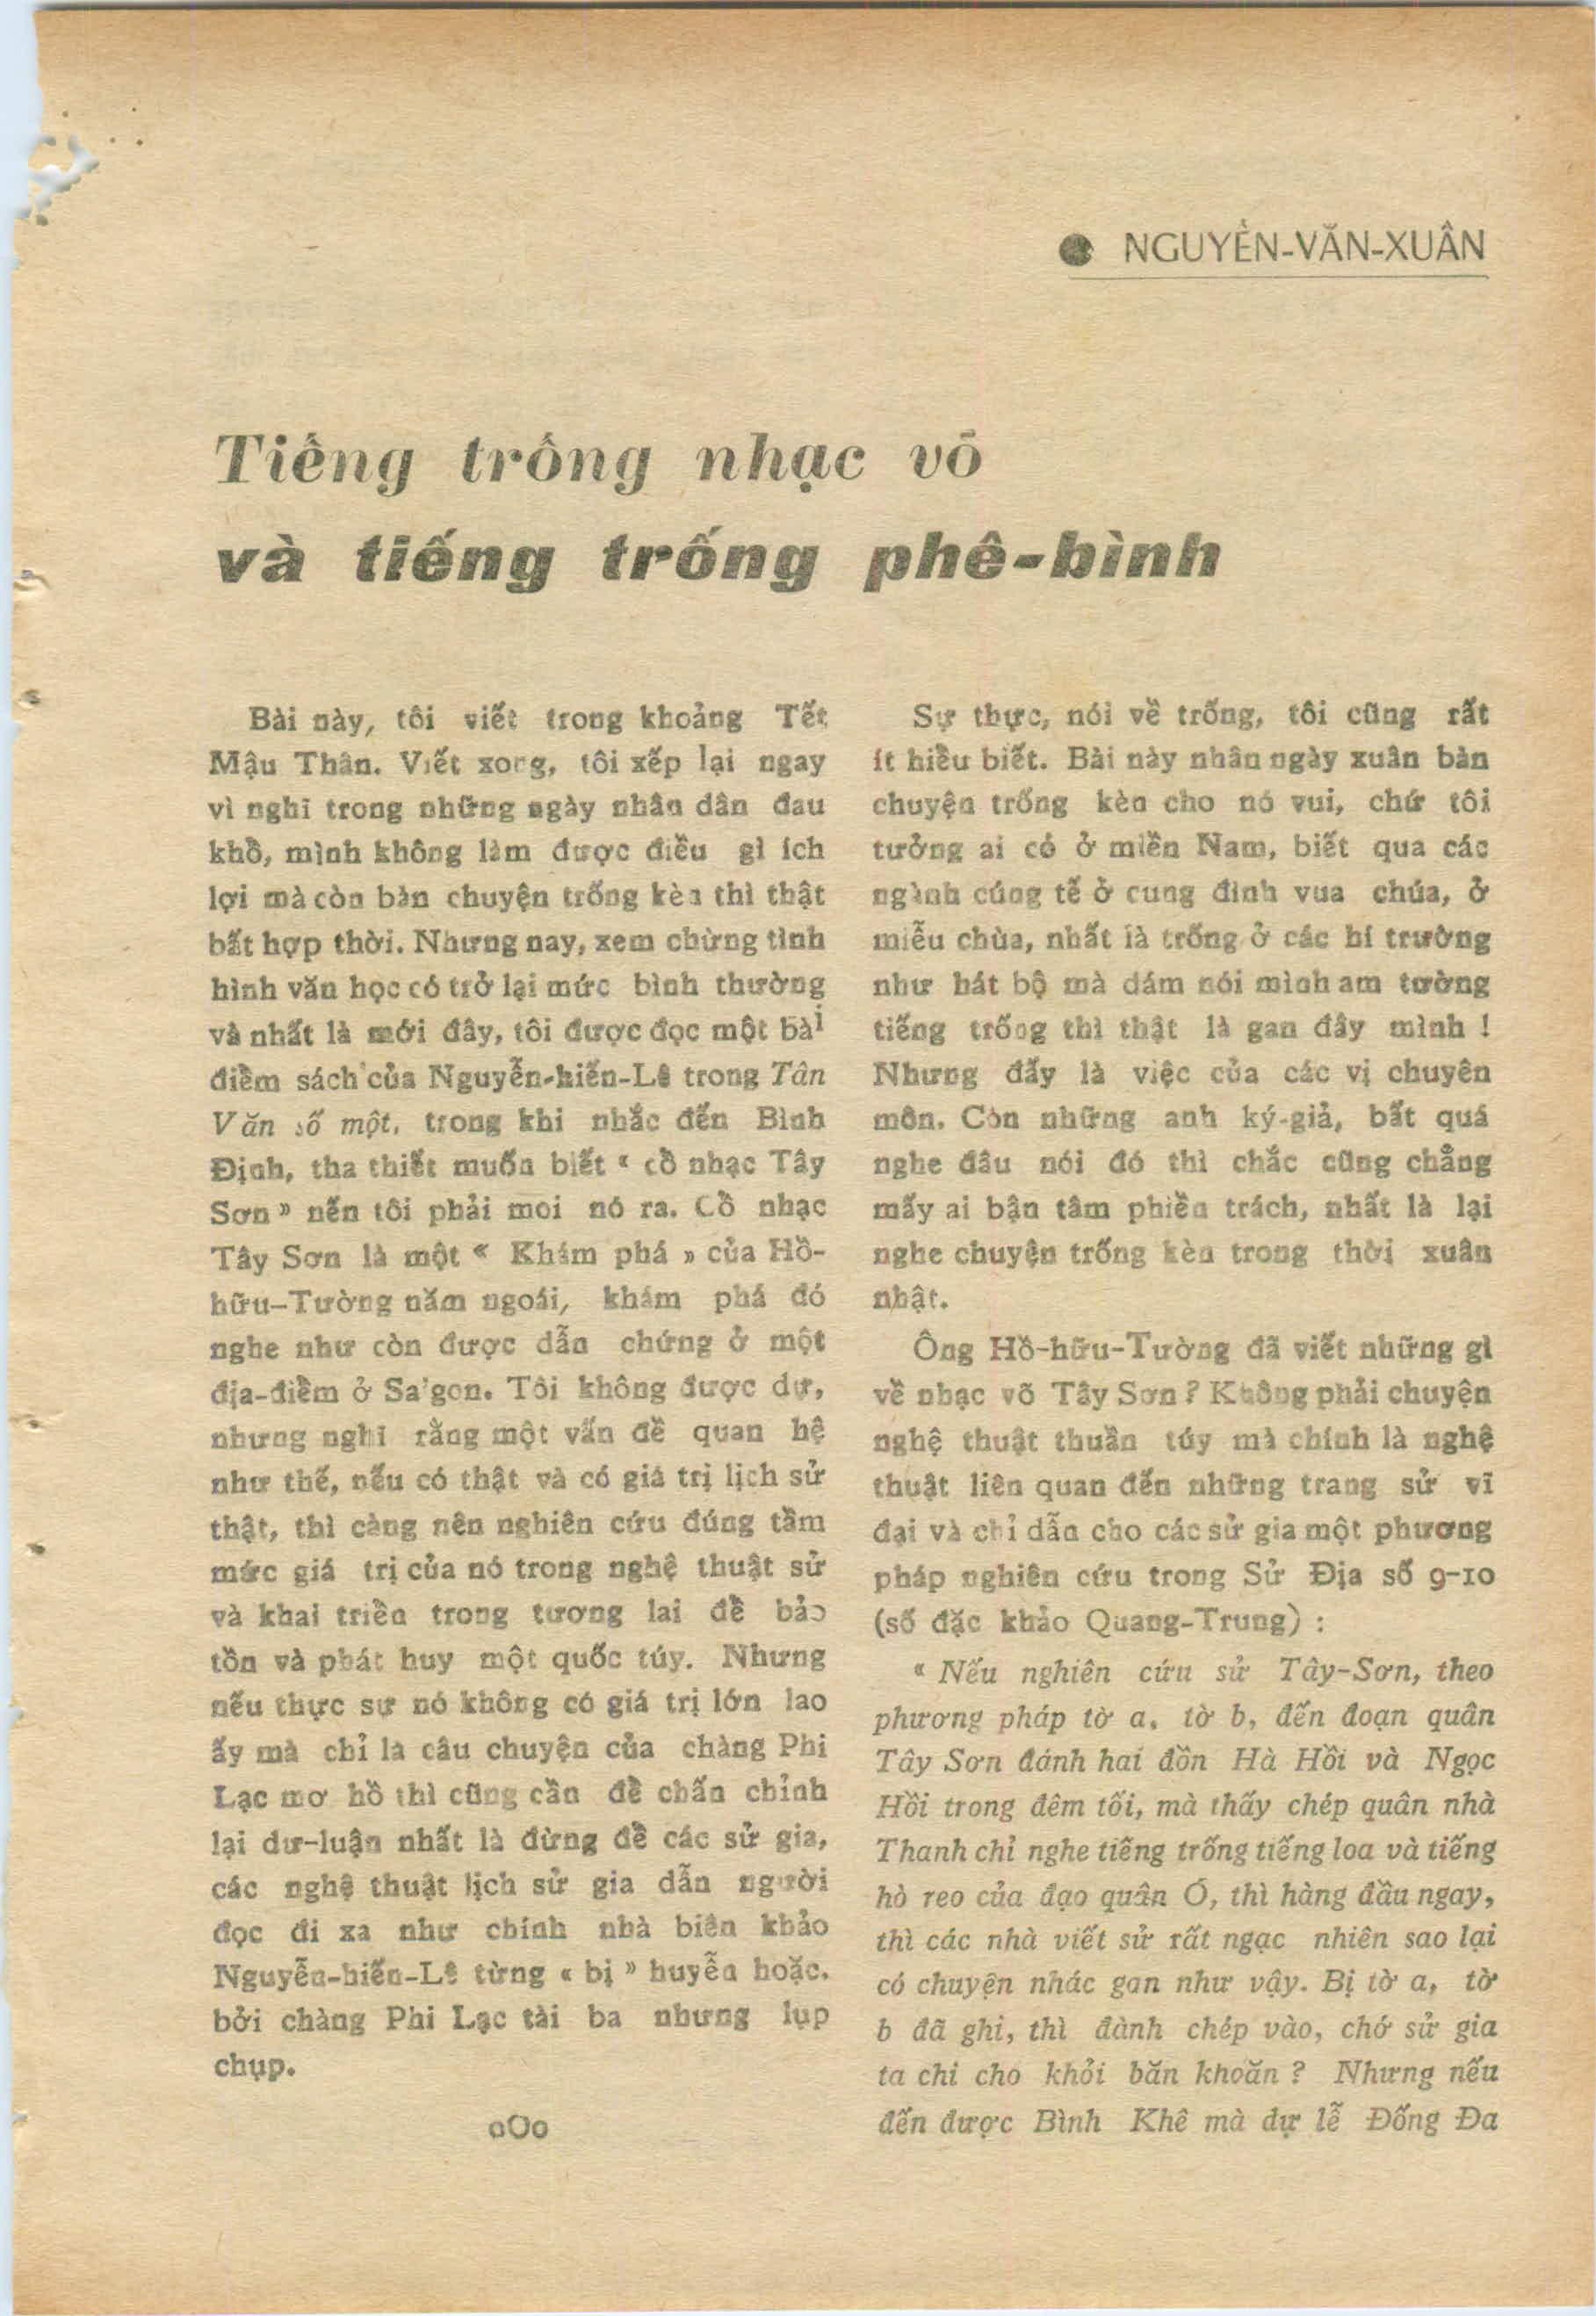 ● NGUYỄN-VĂN-XUÂN
Tiếng trống nhạc võ
và tiếng trống phê-bình
Bài này, tôi viết trong khoảng Tết
Mậu Thân. Viết xong, tôi xếp lại ngay
vì nghĩ trong những ngày nhân dân đau
khổ, mình không làm được điều gì ích
lợi mà còn bàn chuyện trống kèn thì thật
bất hợp thời. Nhưng nay, xem chừng tình
hình văn học có trở lại mức bình thường
và nhất là mới đây, tôi được đọc một bài
điểm sách của Nguyễn-hiến-Lê trong Tân
Văn số một, trong khi nhắc đến Bình
Định, tha thiết muốn biết « cổ nhạc Tây
Sơn » nên tôi phải moi nó ra. Cổ nhạc
Tây Sơn là một « Khám phá » của Hồ-
hữu-Tường năm ngoái, khám phá đó
nghe như còn được dẫn chứng ở một
địa-điểm ở Sa'gon. Tôi không được dự,
nhưng nghĩ rằng một vấn đề quan hệ
như thế, nếu có thật và có giá trị lịch sử
thật, thì càng nên nghiên cứu đúng tầm
mức giá trị của nó trong nghệ thuật sử
và khai triển trong tương lai để bảo
tồn và phát huy một quốc túy. Nhưng
nếu thực sự nó không có giá trị lớn lao
ấy mà chỉ là câu chuyện của chàng Phi
Lạc mơ hồ thì cũng cần để chấn chỉnh
lại dư-luận nhất là đừng để các sử gia,
các nghệ thuật lịch sử gia dẫn người
đọc đi xa như chính nhà biên khảo
Nguyễn-hiến-Lê từng « bị » huyễn hoặc.
bởi chàng Phi Lạc tài ba nhưng lụp
chụp.
oOo
Sự thực, nói về trống, tôi cũng rất
ít hiểu biết. Bài này nhân ngày xuân bàn
chuyện trống kèn cho nó vui, chứ tôi
tưởng ai có ở miền Nam, biết qua các
ngành cúng tế ở cung đình vua chúa, ở
miễu chùa, nhất là trống ở các hí trường
như hát bộ mà dám nói mình am tường
tiếng trống thì thật là gan đầy mình !
Nhưng đấy là việc của các vị chuyên
môn. Còn những anh ký-giả, bất quá
nghe đâu nói đó thì chắc cũng chẳng
mấy ai bận tâm phiền trách, nhất là lại
nghe chuyện trống kèn trong thời xuân
nhật.
Ông Hồ-hữu-Tường đã viết những gì
về nhạc võ Tây Sơn ? Không phải chuyện
nghệ thuật thuần túy mà chính là nghệ
thuật liên quan đến những trang sử vĩ
đại và chỉ dẫn cho các sử gia một phương
pháp nghiên cứu trong Sử Địa số 9-10
(số đặc khảo Quang-Trung) :
« Nếu nghiên cứu sử Tây-Sơn, theo
phương pháp tờ a, tờ b, đến đoạn quân
Tây Sơn đánh hai đồn Hà Hồi và Ngọc
Hồi trong đêm tối, mà thấy chép quân nhà
Thanh chỉ nghe tiếng trống tiếng loa và tiếng
hò reo của đạo quân Ó, thì hàng đầu ngay,
thì các nhà viết sử rất ngạc nhiên sao lại
có chuyện nhác gan như vậy. Bị tờ a, tờ
b đã ghi, thì đành chép vào, chớ sử gia
ta chi cho khỏi băn khoăn ? Nhưng nếu
đến được Bình Khê mà dự lễ Đống Đa